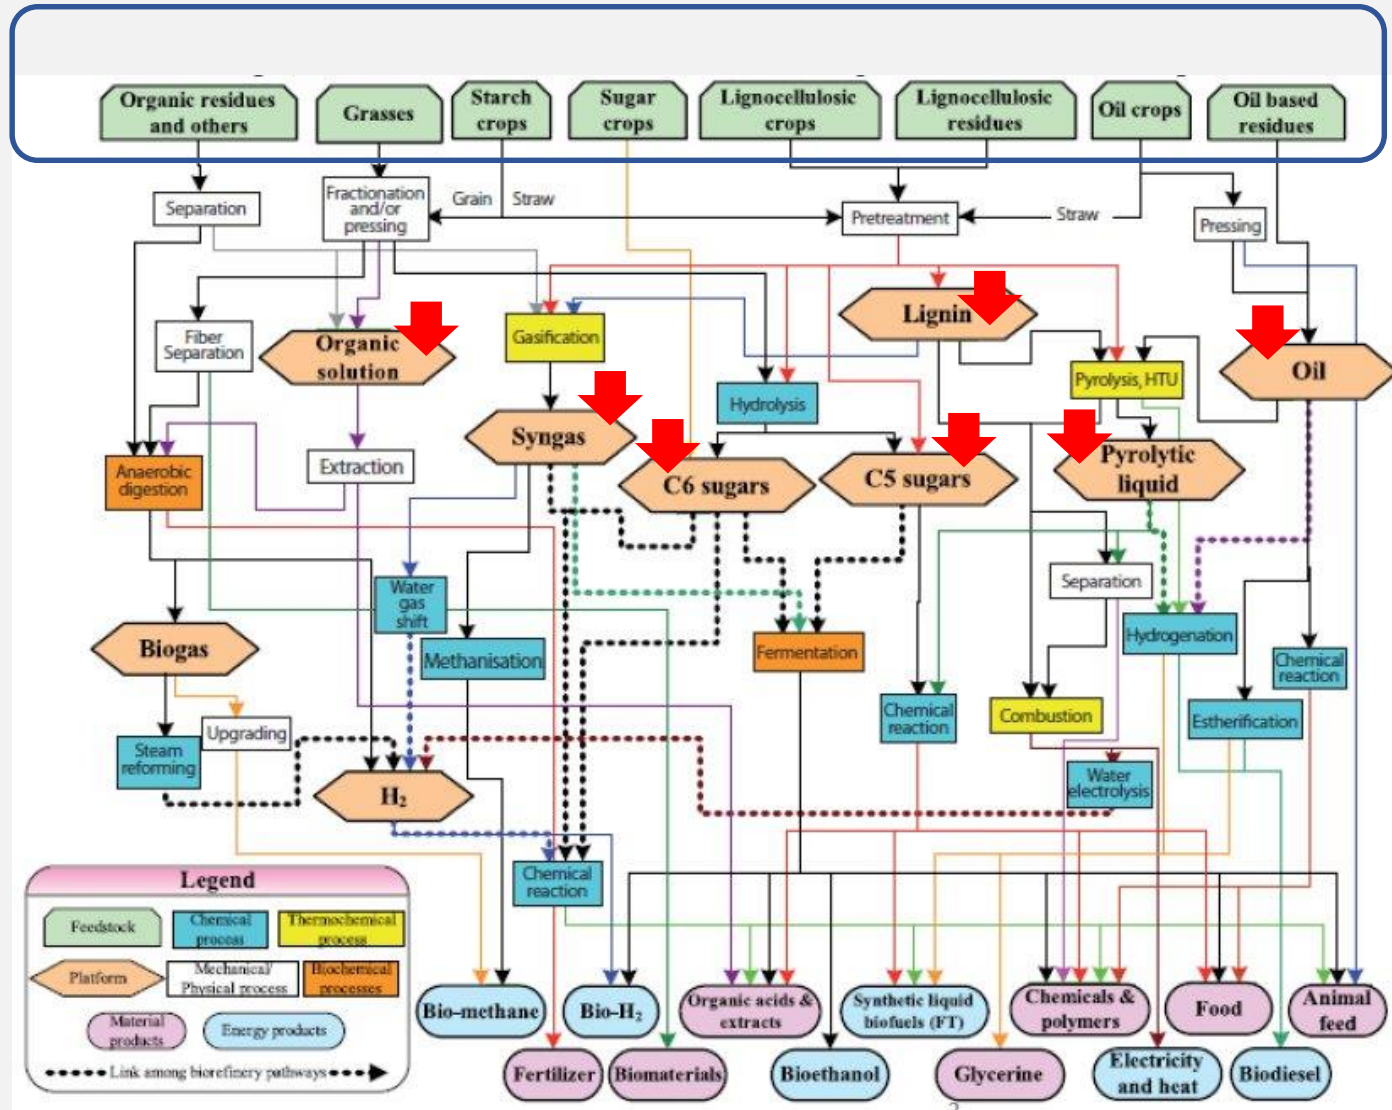 Organic residues
and others
Grasses
Starch
crops
Sugar
crops
Lignocellulosic
crops
Lignocellulosic
residues
Oil crops
Oil based
residues
Separation
Fractionation
and/or
pressing
Grain
Straw
Pretreatment
Straw
Pressing
Fiber
Separation
Organic
solution
Gasification
Lignin
Pyrolysis, HTU
Oil
Hydrolysis
Syngas
Anaerobic
digestion
Extraction
C6 sugars
C5 sugars
Pyrolytic
liquid
Water
gas
shift
Separation
Biogas
Methanisation
Fermentation
Hydrogenation
Chemical
reaction
Upgrading
Steam
reforming
Chemical
reaction
Combustion
Estherification
H₂
Water
electrolysis
Chemical
reaction
Legend
Feedstock
Chemical
process
Thermochemical
process
Platform
Mechanical/
Physical process
Biochemical
processes
Material
products
Energy products
Link among biorefinery pathways
Bio-methane
Bio-H₂
Organic acids &
extracts
Synthetic liquid
biofuels (FT)
Chemicals &
polymers
Food
Animal
feed
Fertilizer
Biomaterials
Bioethanol
Glycerine
Electricity
and heat
Biodiesel